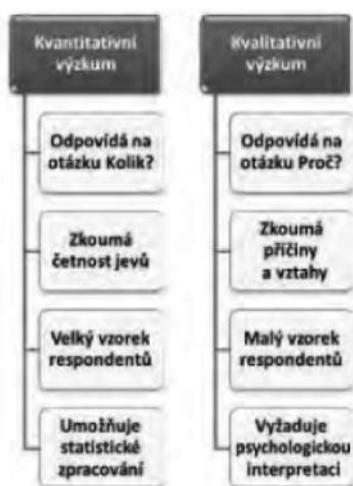 Kvantitativní
výzkum
Odpovídá na
otázku Kolik?
Zkoumá
četnost jevů
Velký vzorek
respondentů
Umožňuje
statistické
zpracování
Kvalitativní
výzkum
Odpovídá na
otázku Proč?
Zkoumá
příčiny
a vztahy
Malý vzorek
respondentů
Vyžaduje
psychologickou
interpretaci